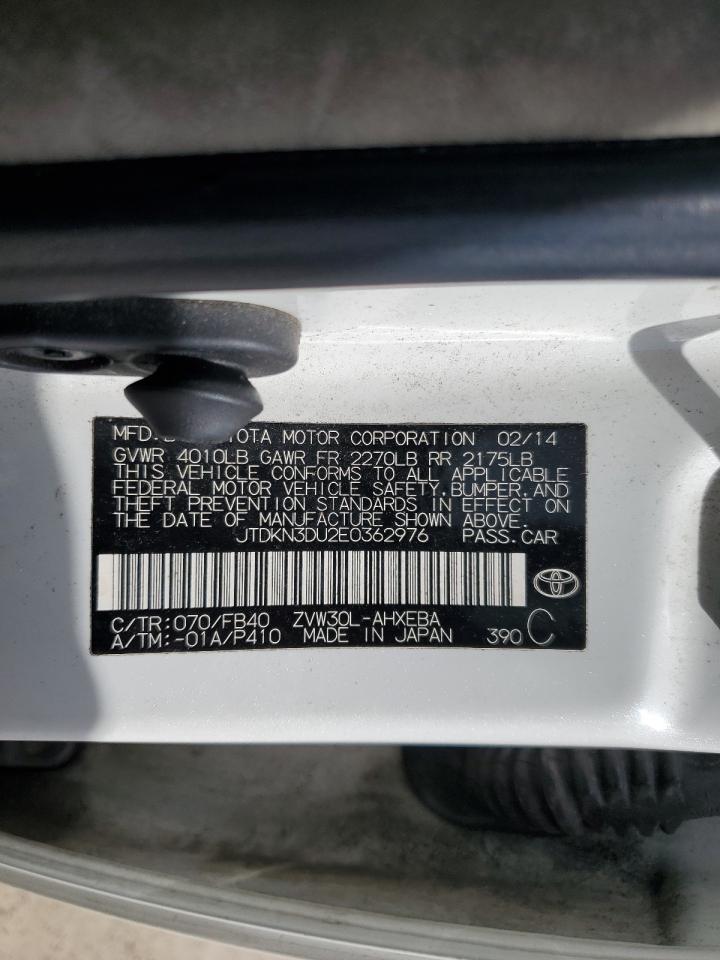 MFD. TOYOTA MOTOR CORPORATION 02/14
GVWR 4010LB GAWR FR 2270LB RR 2175LB
THIS VEHICLE CONFORMS TO ALL APPLICABLE
FEDERAL MOTOR VEHICLE SAFETY, BUMPER, AND
THEFT PREVENTION STANDARDS IN EFFECT ON
THE DATE OF MANUFACTURE SHOWN ABOVE.
JTDKN3DU2E0362976 PASS.CAR
C/TR:070/FB40 ZVW30L-AHXEBA
A/TM:-01A/P410 MADE IN JAPAN 390 C